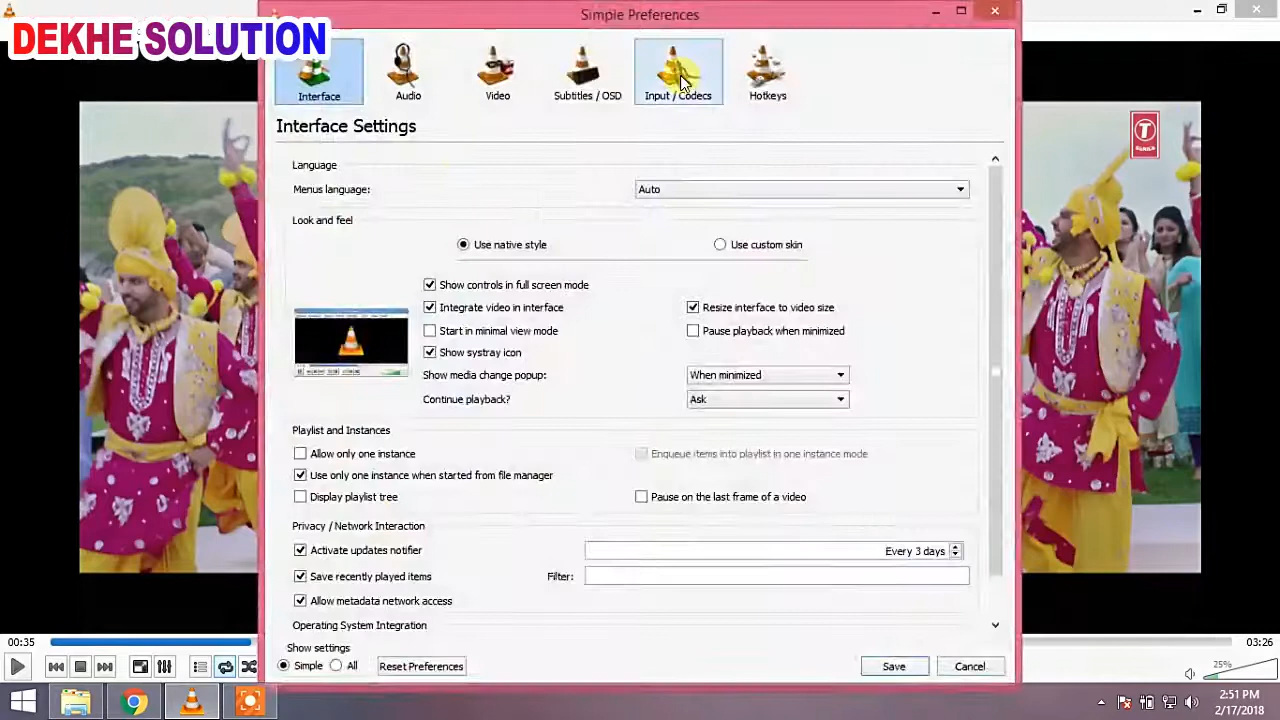 Simple Preferences
DEKHE SOLUTION
Interface
Audio
Video
Subtitles / OSD
Input / Codecs
Hotkeys
Interface Settings
Language
Menus language:
Auto
Look and feel
Use native style
Use custom skin
Show controls in full screen mode
Integrate video in interface
Resize interface to video size
Start in minimal view mode
Pause playback when minimized
Show systray icon
Show media change popup:
When minimized
Continue playback?
Ask
Playlist and Instances
Allow only one instance
Enqueue items into playlist in one instance mode
Use only one instance when started from file manager
Display playlist tree
Pause on the last frame of a video
Privacy / Network Interaction
Activate updates notifier
Every 3 days
Save recently played items
Filter:
Allow metadata network access
Operating System Integration
00:35
03:26
Show settings
Simple
All
Reset Preferences
Save
Cancel
25%
2:51 PM
2/17/2018